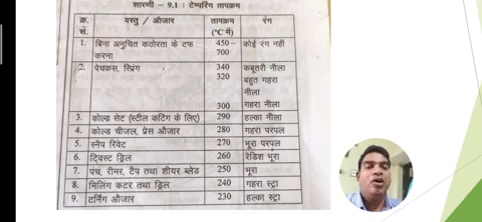 सारणी – 9.1 : टेम्परिंग तापक्रम
क्र. सं. वस्तु / औजार तापक्रम (°C में) रंग
1. बिना अनुचित कठोरता के टफ करना 450 – 700 कोई रंग नहीं
2. पेचकस, स्प्रिंग 340 कबूतरी नीला
320 बहुत गहरा नीला
300 गहरा नीला
3. कोल्ड सेट (स्टील कटिंग के लिए) 290 हल्का नीला
4. कोल्ड चीजल, प्रेस औजार 280 गहरा परपल
5. स्नैप रिवेट 270 भूरा परपल
6. ट्विस्ट ड्रिल 260 रेडिश भूरा
7. पंच, रीमर, टैप तथा शीयर ब्लेड 250 भूरा
8. मिलिंग कटर तथा ड्रिल 240 गहरा स्ट्रा
9. टर्निंग औजार 230 हल्का स्ट्रा